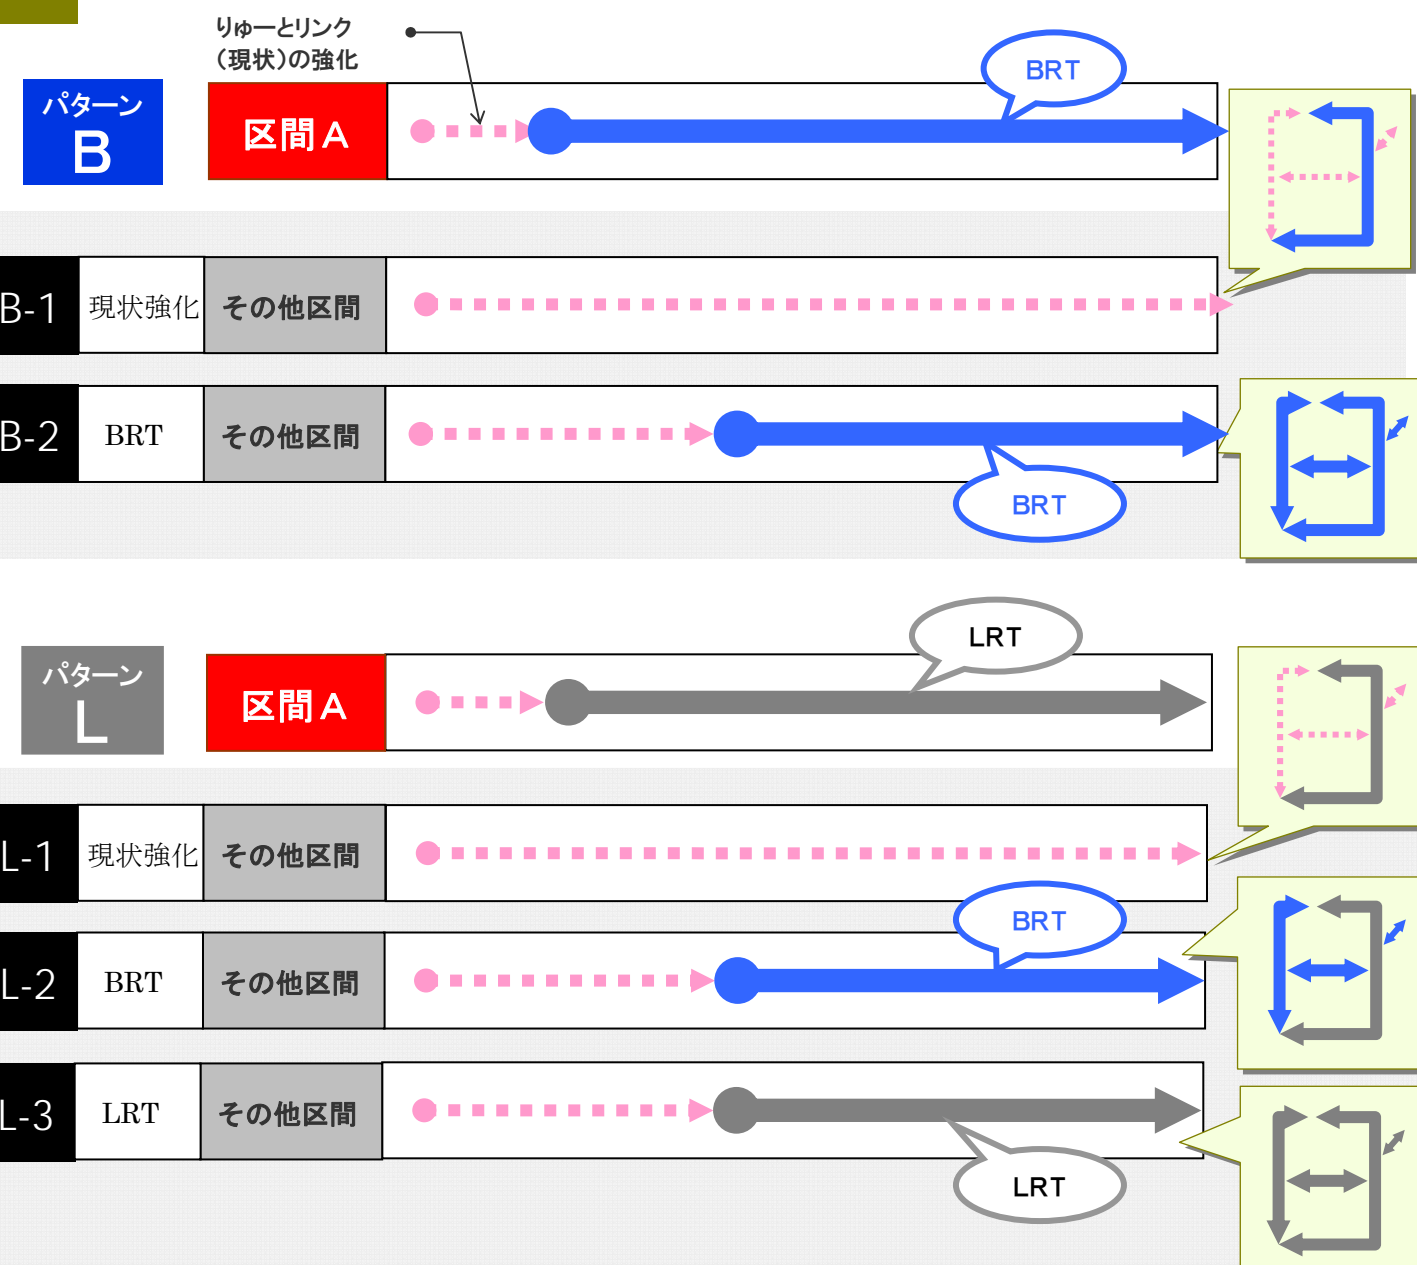 りゅーとリンク
（現状）の強化
BRT
パターン
B
区間A
B-1
現状強化
その他区間
B-2
BRT
その他区間
BRT
LRT
パターン
L
区間A
L-1
現状強化
その他区間
BRT
L-2
BRT
その他区間
L-3
LRT
その他区間
LRT